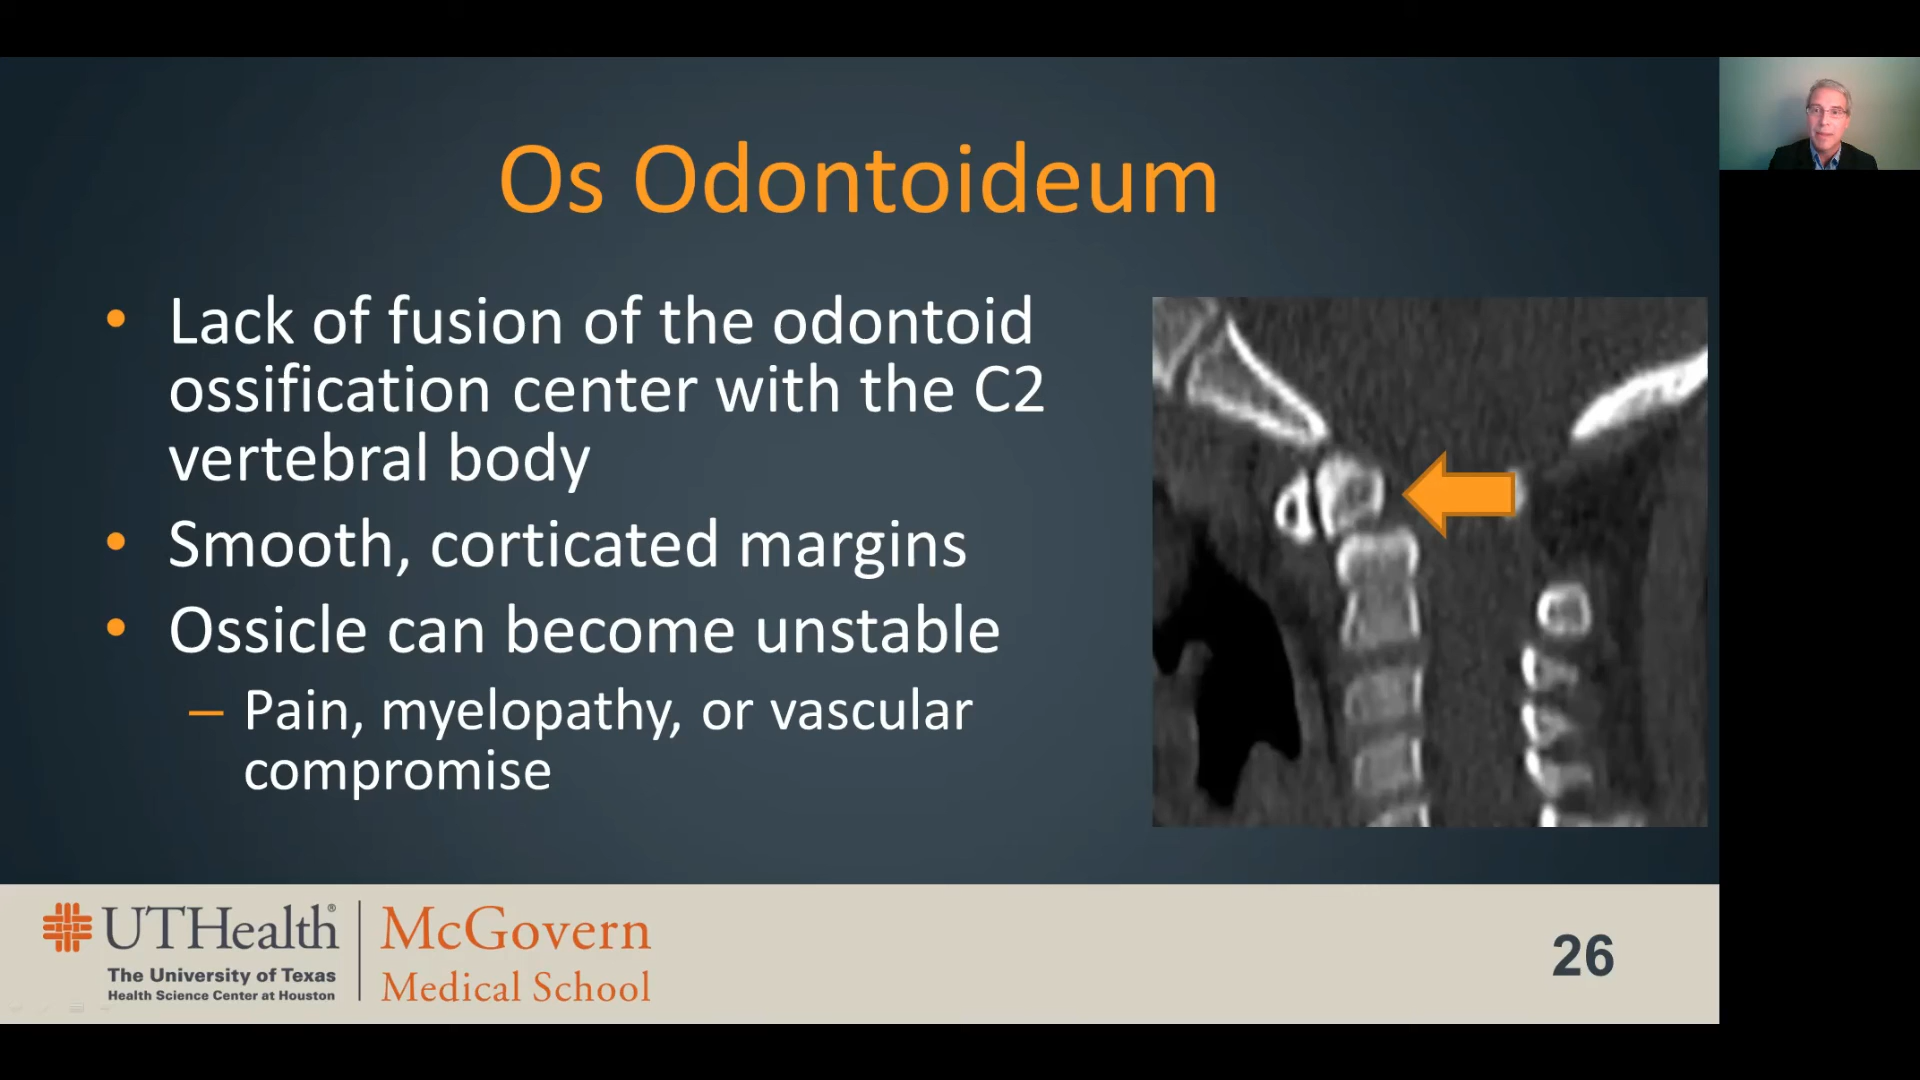 Os Odontoideum
• Lack of fusion of the odontoid
ossification center with the C2
vertebral body
• Smooth, corticated margins
• Ossicle can become unstable
– Pain, myelopathy, or vascular
compromise
UTHealth®
The University of Texas
Health Science Center at Houston
McGovern
Medical School
26